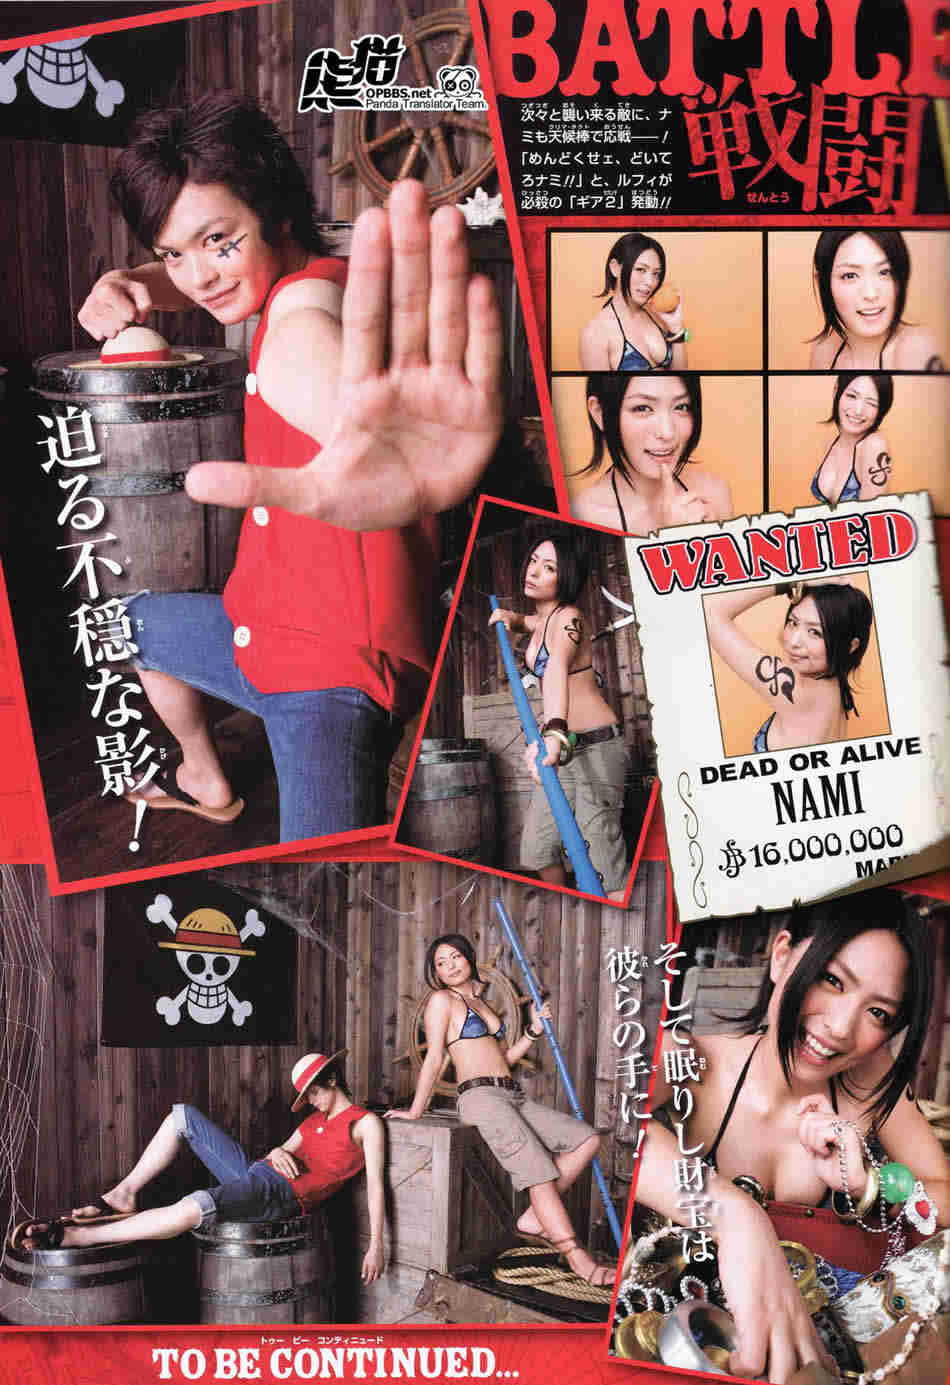 BATTLE
戦闘
せんとう
熊猫
OPBBS.net
Panda Translator Team.
次々と襲い来る敵に、ナ
ミも天候棒で応戦──！
「めんどくせェ、どいて
ろナミ!!」と、ルフィが
必殺の「ギア2」発動!!
迫る不穏な影！
WANTED
DEAD OR ALIVE
NAMI
16,000,000
そして眠りし財宝は
彼らの手に！
トゥー ビー コンティニュード
TO BE CONTINUED...